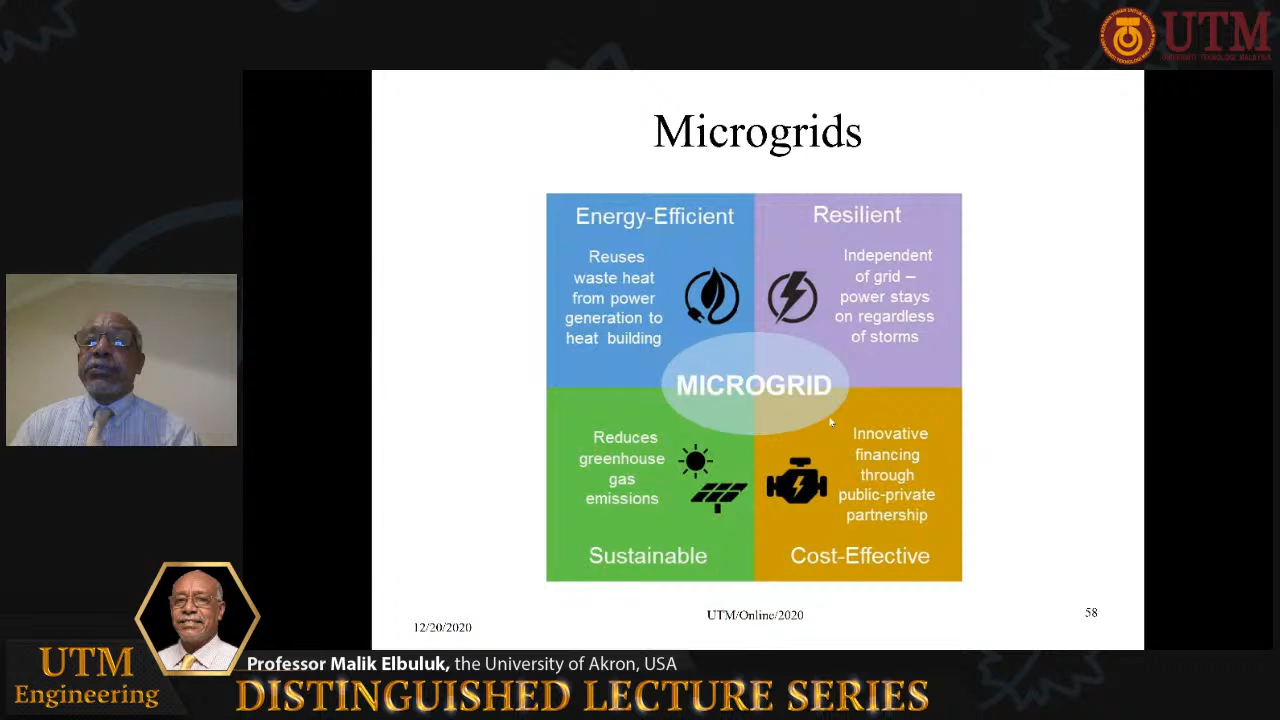 UTM
UNIVERSITI TEKNOLOGI MALAYSIA
Microgrids
Energy-Efficient
Reuses
waste heat
from power
generation to
heat building
Resilient
Independent
of grid –
power stays
on regardless
of storms
MICROGRID
Reduces
greenhouse
gas
emissions
Sustainable
Innovative
financing
through
public-private
partnership
Cost-Effective
12/20/2020
UTM/Online/2020
58
UTM
Engineering
Professor Malik Elbuluk, the University of Akron, USA
DISTINGUISHED LECTURE SERIES